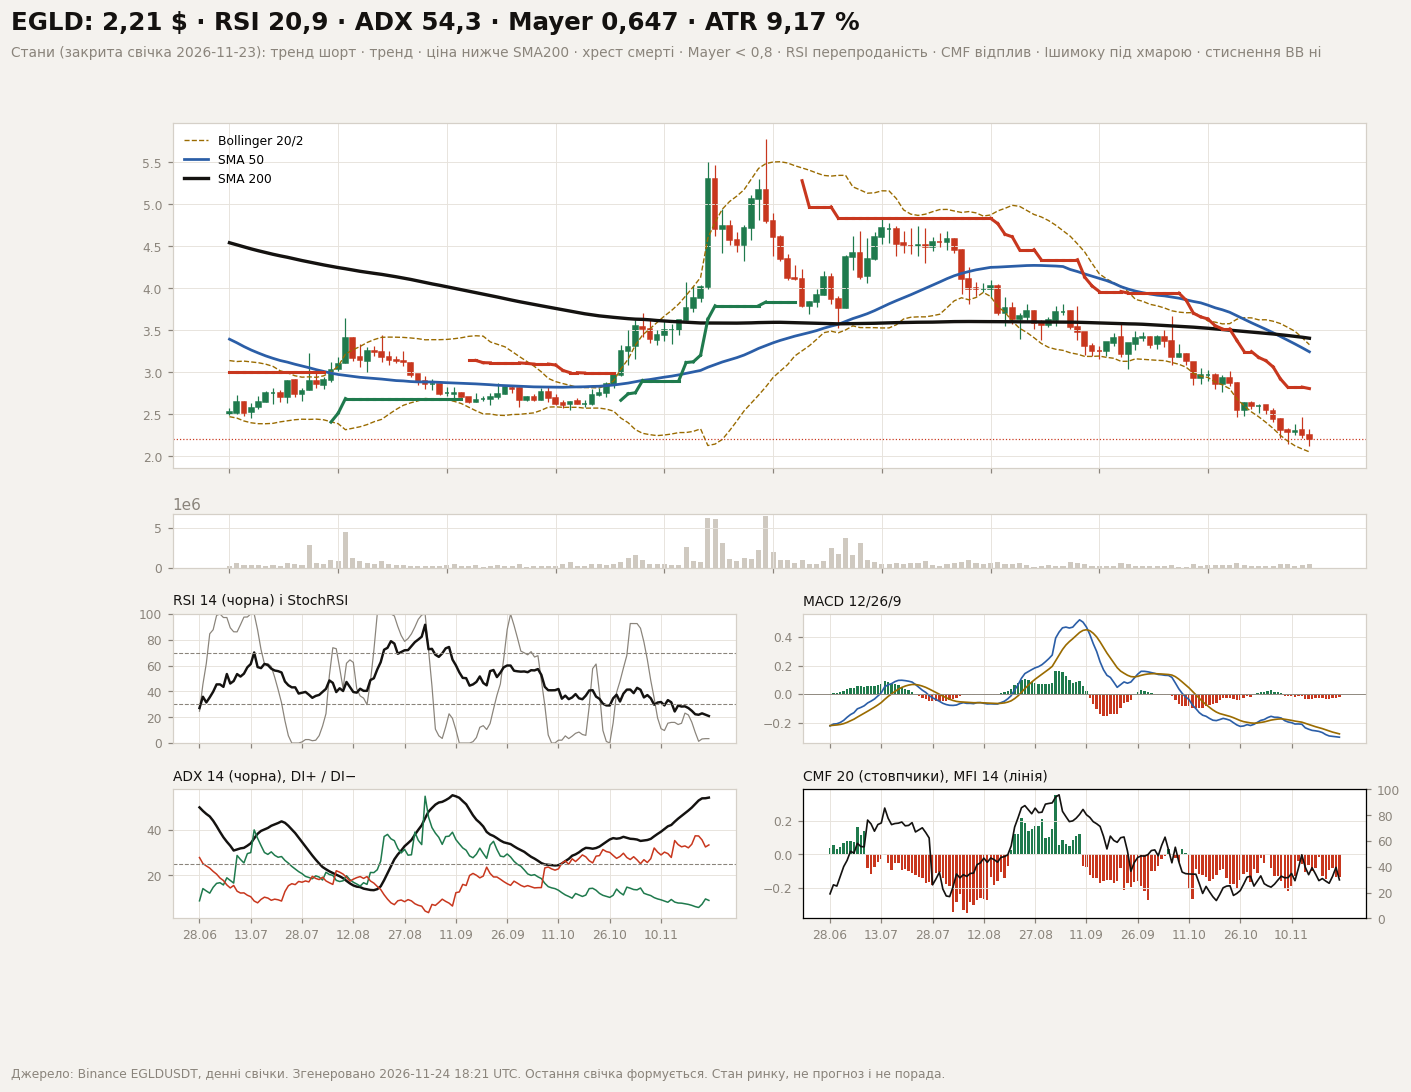 EGLD: 2,21 $ · RSI 20,9 · ADX 54,3 · Mayer 0,647 · ATR 9,17 %
Стани (закрита свічка 2026-11-23): тренд шорт · тренд · ціна нижче SMA200 · хрест смерті · Mayer < 0,8 · RSI перепроданість · CMF відплив · Ішимоку під хмарою · стиснення BB ні
Bollinger 20/2
SMA 50
SMA 200
5.5
5.0
4.5
4.0
3.5
3.0
2.5
2.0
1e6
5
0
RSI 14 (чорна) і StochRSI
100
80
60
40
20
0
MACD 12/26/9
0.4
0.2
0.0
−0.2
ADX 14 (чорна), DI+ / DI−
40
20
28.06 13.07 28.07 12.08 27.08 11.09 26.09 11.10 26.10 10.11
CMF 20 (стовпчики), MFI 14 (лінія)
0.2
0.0
−0.2
100
80
60
40
20
0
28.06 13.07 28.07 12.08 27.08 11.09 26.09 11.10 26.10 10.11
Джерело: Binance EGLDUSDT, денні свічки. Згенеровано 2026-11-24 18:21 UTC. Остання свічка формується. Стан ринку, не прогноз і не порада.